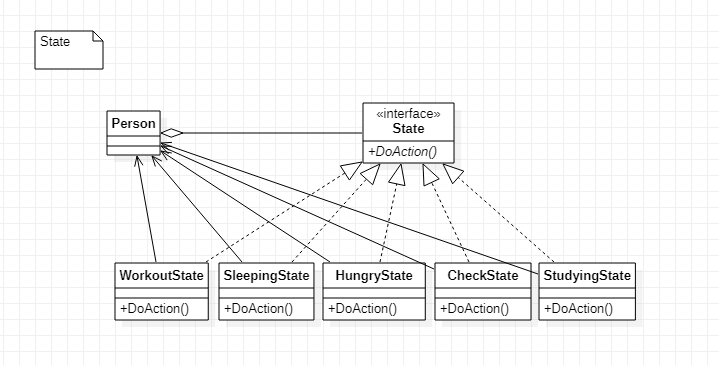 State
Person
«interface»
State
+DoAction()
WorkoutState
+DoAction()
SleepingState
+DoAction()
HungryState
+DoAction()
CheckState
+DoAction()
StudyingState
+DoAction()